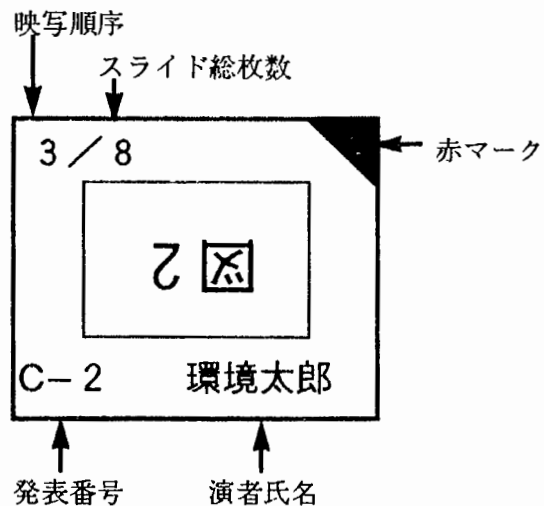 映写順序
スライド総枚数
3／8
赤マーク
図2
C－2 環境太郎
発表番号 演者氏名